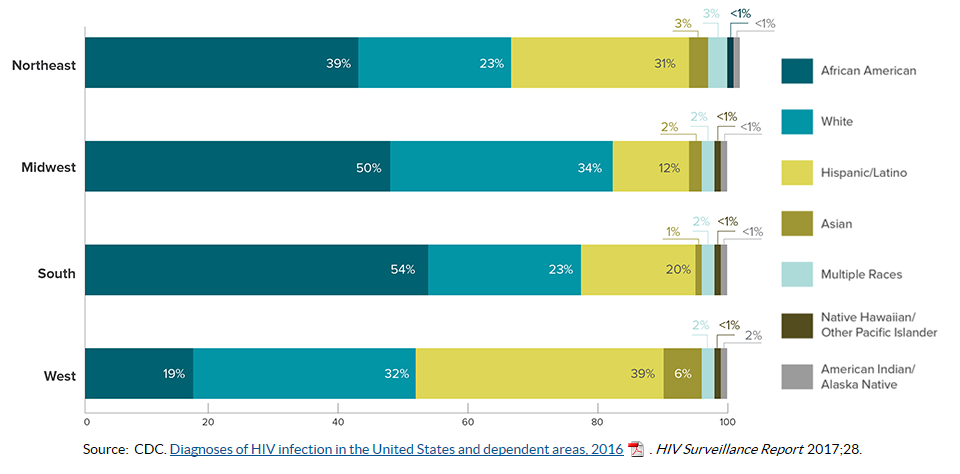 3% 3% <1% <1%
Northeast 39% 23% 31%
African American
White
2% 2% <1% <1%
Midwest 50% 34% 12%
Hispanic/Latino
Asian
1% 2% <1% <1%
South 54% 23% 20%
Multiple Races
Native Hawaiian/
Other Pacific Islander
2% <1% 2%
West 19% 32% 39% 6%
American Indian/
Alaska Native
0 20 40 60 80 100
Source: CDC. Diagnoses of HIV infection in the United States and dependent areas, 2016 . HIV Surveillance Report 2017;28.